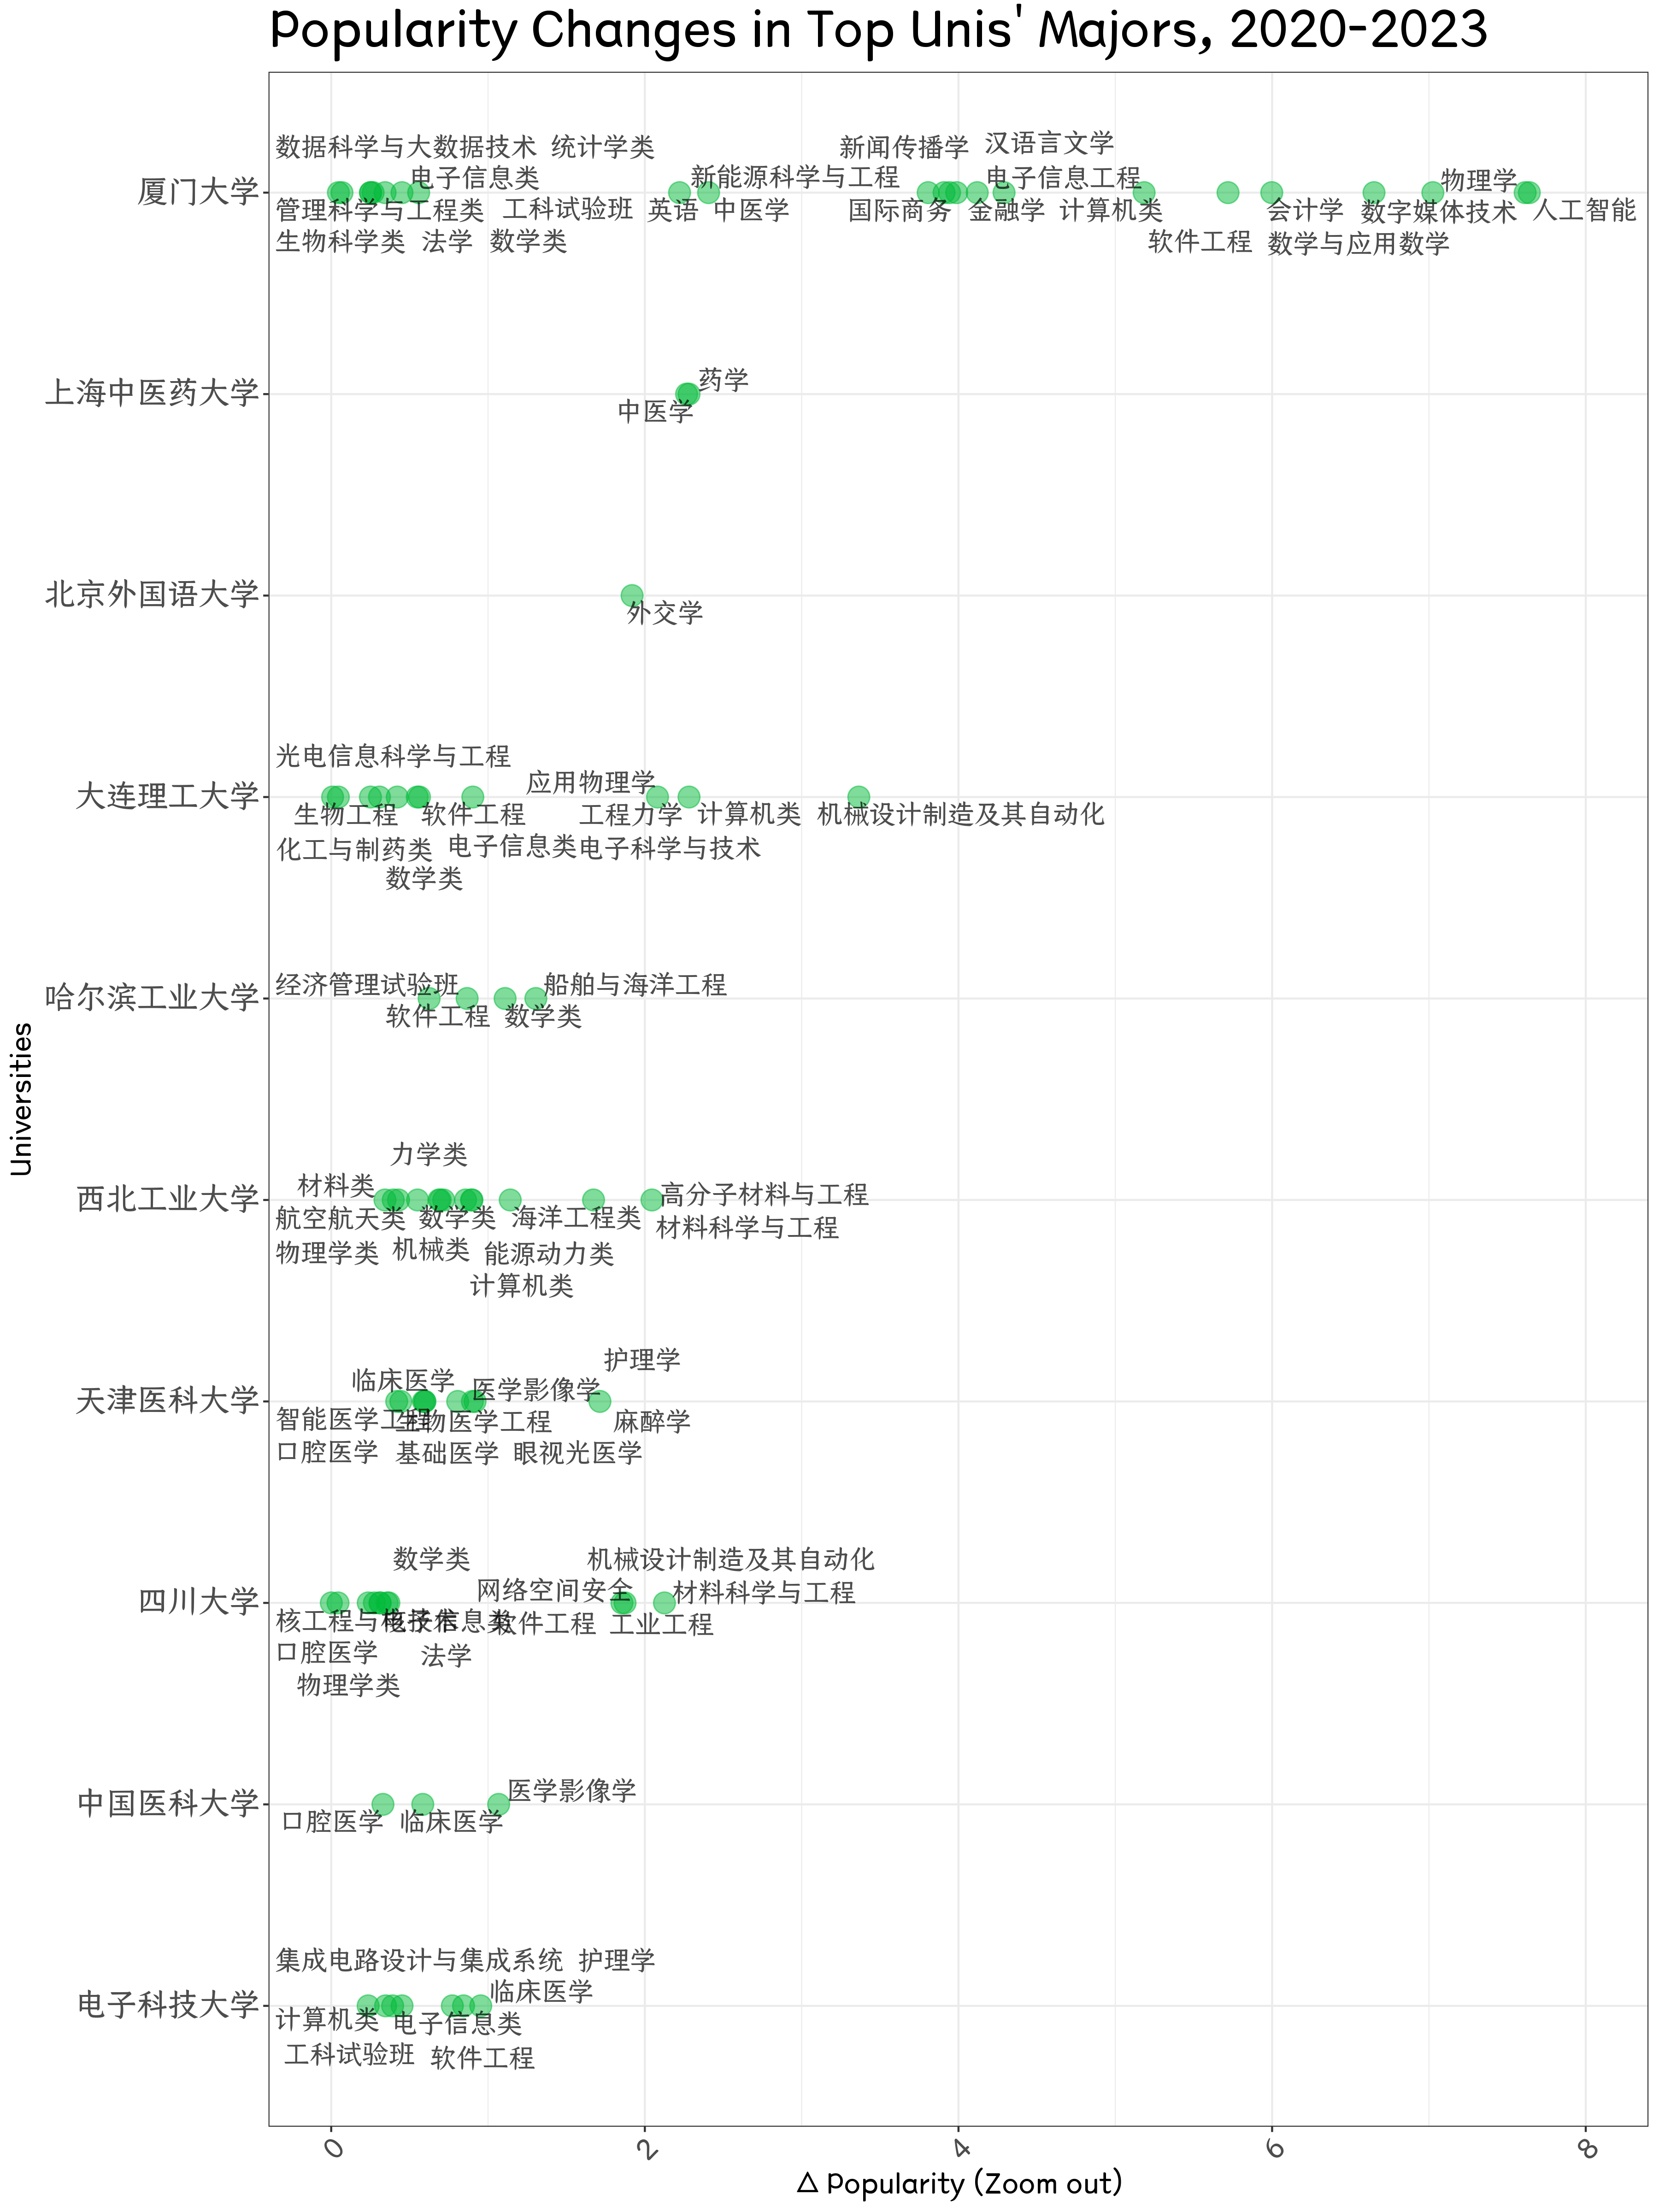 Popularity Changes in Top Unis' Majors, 2020-2023
数据科学与大数据技术 统计学类 新闻传播学 汉语言文学
电子信息类 新能源科学与工程 电子信息工程 物理学
厦门大学
管理科学与工程类 工科试验班 英语 中医学 国际商务 金融学 计算机类 会计学 数字媒体技术 人工智能
生物科学类 法学 数学类 软件工程 数学与应用数学
药学
上海中医药大学
中医学
北京外国语大学
外交学
光电信息科学与工程
应用物理学
大连理工大学
生物工程 软件工程 工程力学 计算机类 机械设计制造及其自动化
化工与制药类 电子信息类 电子科学与技术
数学类
经济管理试验班 船舶与海洋工程
哈尔滨工业大学
软件工程 数学类
力学类
材料类 高分子材料与工程
西北工业大学
航空航天类 数学类 海洋工程类 材料科学与工程
物理学类 机械类 能源动力类
计算机类
护理学
临床医学 医学影像学
天津医科大学
智能医学工程 生物医学工程 麻醉学
口腔医学 基础医学 眼视光医学
数学类 机械设计制造及其自动化
网络空间安全 材料科学与工程
四川大学
核工程与核技术 电子信息类 软件工程 工业工程
口腔医学 法学
物理学类
医学影像学
中国医科大学
口腔医学 临床医学
集成电路设计与集成系统 护理学
临床医学
电子科技大学
计算机类 电子信息类
工科试验班 软件工程
Universities
0 2 4 6 8
△ Popularity (Zoom out)